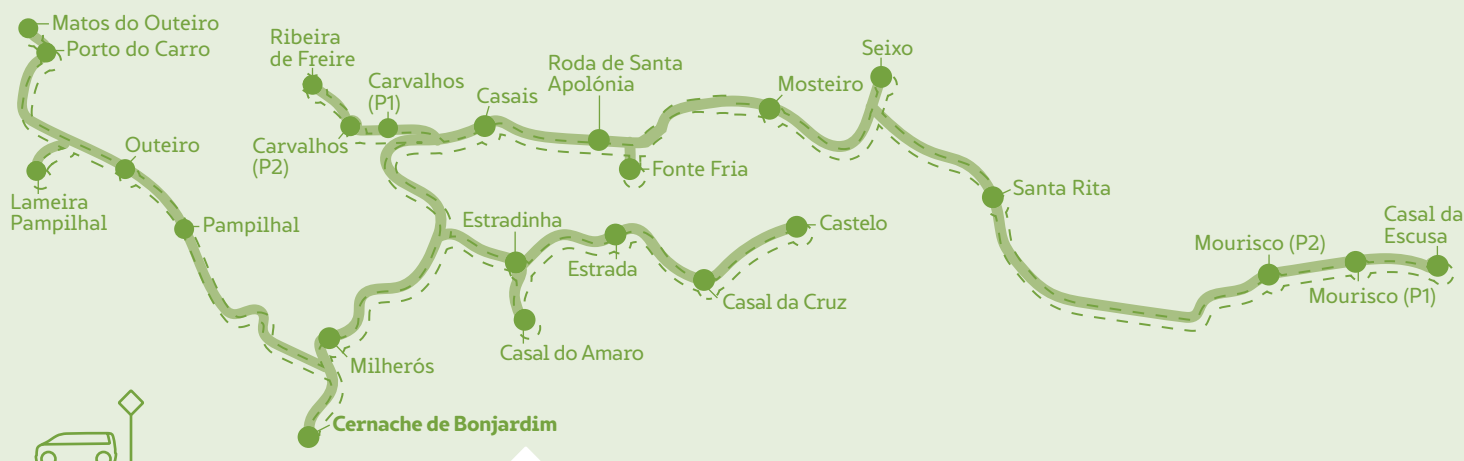 Matos do Outeiro
Porto do Carro
Ribeira
de Freire
Carvalhos
(P1)
Casais
Roda de Santa
Apolónia
Mosteiro
Seixo
Carvalhos
(P2)
Outeiro
Fonte Fria
Lameira
Pampilhal
Pampilhal
Estradinha
Castelo
Santa Rita
Casal da
Escusa
Mourisco (P2)
Estrada
Mourisco (P1)
Casal da Cruz
Casal do Amaro
Milherós
Cernache de Bonjardim